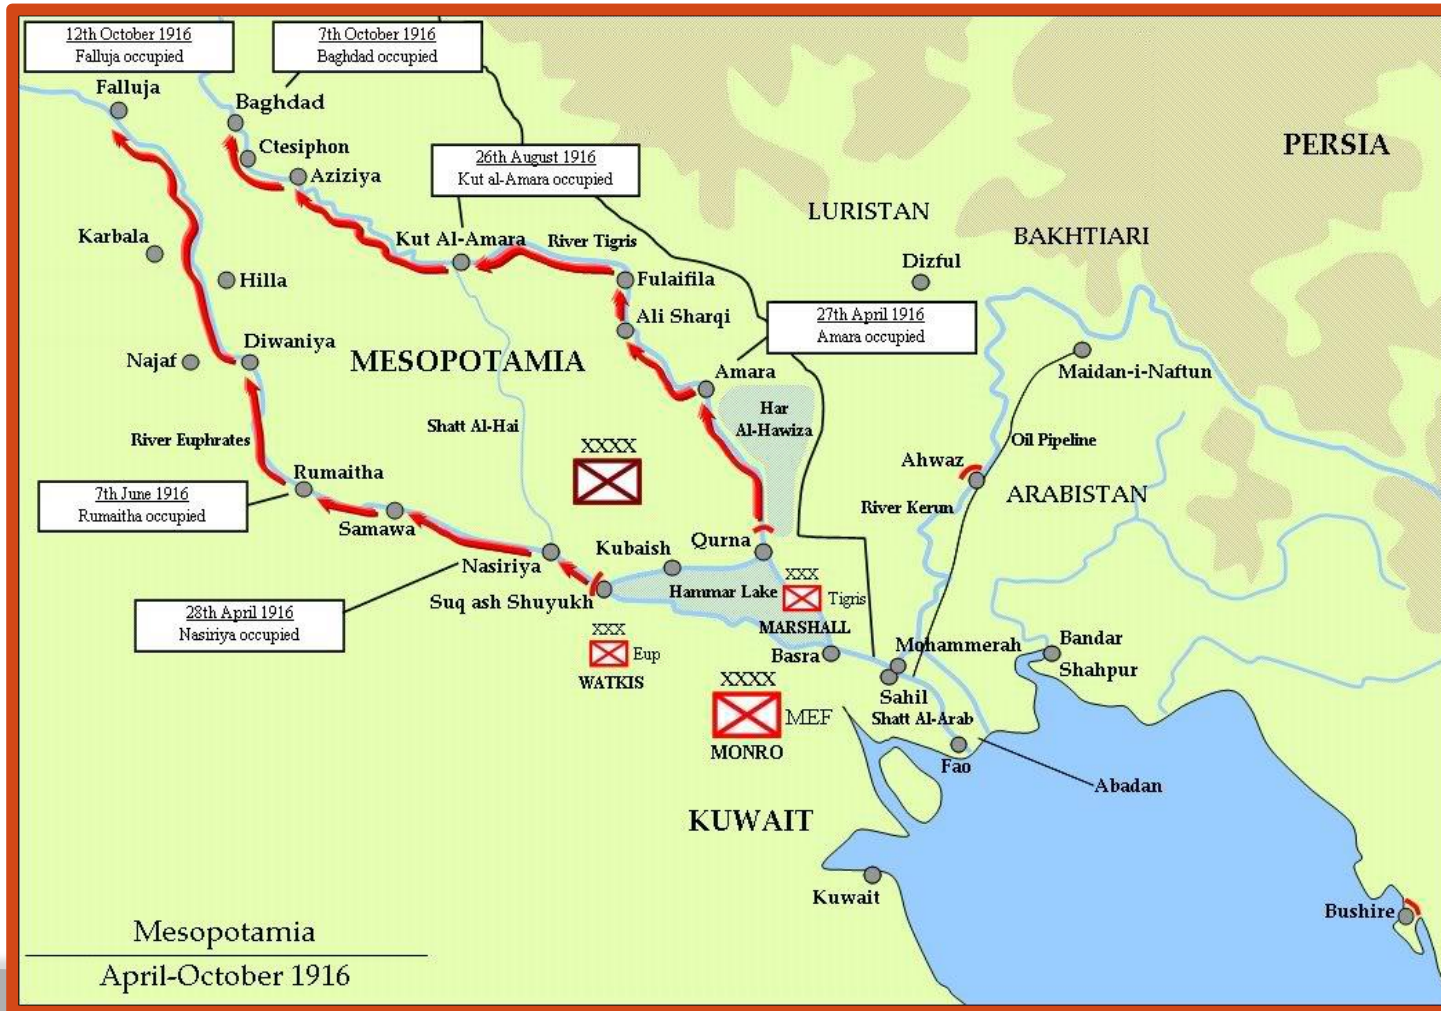 12th October 1916
Falluja occupied
7th October 1916
Baghdad occupied
Falluja
Baghdad
Ctesiphon
Aziziya
26th August 1916
Kut al-Amara occupied
PERSIA
LURISTAN
BAKHTIARI
Karbala
Kut Al-Amara
River Tigris
Dizful
Hilla
Fulaifila
27th April 1916
Amara occupied
Ali Sharqi
Najaf
Diwaniya
MESOPOTAMIA
Amara
Maidan-i-Naftun
Har
Al-Hawiza
River Euphrates
Shatt Al-Hai
XXXX
Oil Pipeline
Ahwaz
Rumaitha
ARABISTAN
7th June 1916
Rumaitha occupied
River Kerun
Samawa
Qurna
Kubaish
Nasiriya
XXX
Suq ash Shuyukh
Hammar Lake
Tigris
28th April 1916
Nasiriya occupied
MARSHALL
XXX
Eup
WATKIS
Basra
Mohammerah
Bandar
Shahpur
XXXX
MEF
MONRO
Sahil
Shatt Al-Arab
Fao
Abadan
KUWAIT
Kuwait
Bushire
Mesopotamia
April-October 1916